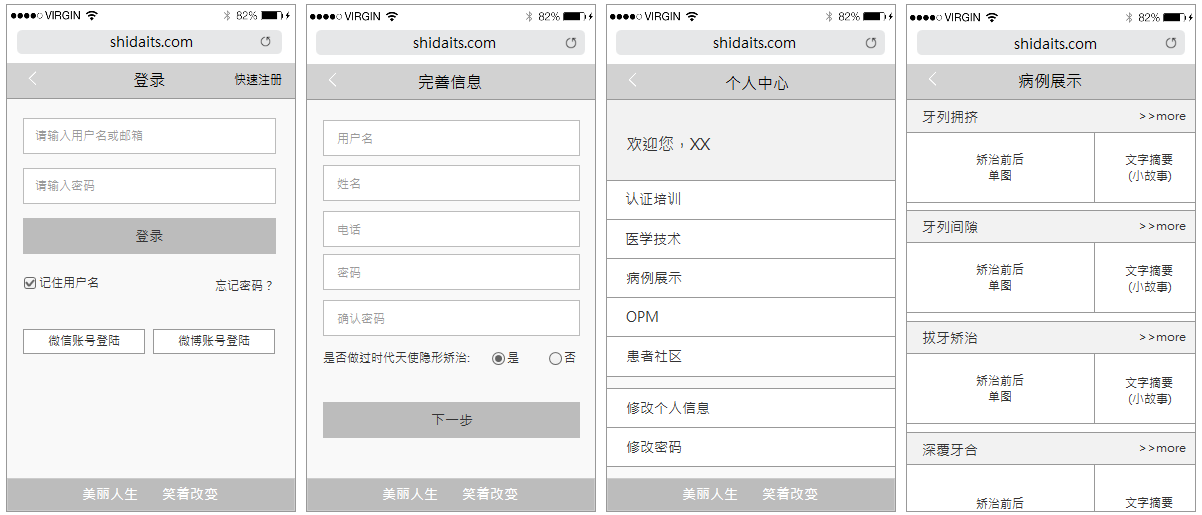 VIRGIN 82%
shidaits.com
登录 快速注册
请输入用户名或邮箱
请输入密码
登录
记住用户名 忘记密码？
微信账号登陆 微博账号登陆
美丽人生 笑着改变
VIRGIN 82%
shidaits.com
完善信息
用户名
姓名
电话
密码
确认密码
是否做过时代天使隐形矫治: 是 否
下一步
美丽人生 笑着改变
VIRGIN 82%
shidaits.com
个人中心
欢迎您，XX
认证培训
医学技术
病例展示
OPM
患者社区
修改个人信息
修改密码
美丽人生 笑着改变
VIRGIN 82%
shidaits.com
病例展示
牙列拥挤 >>more
矫治前后
单图
文字摘要
(小故事)
牙列间隙 >>more
矫治前后
单图
文字摘要
(小故事)
拔牙矫治 >>more
矫治前后
单图
文字摘要
(小故事)
深覆牙合 >>more
矫治前后
文字摘要